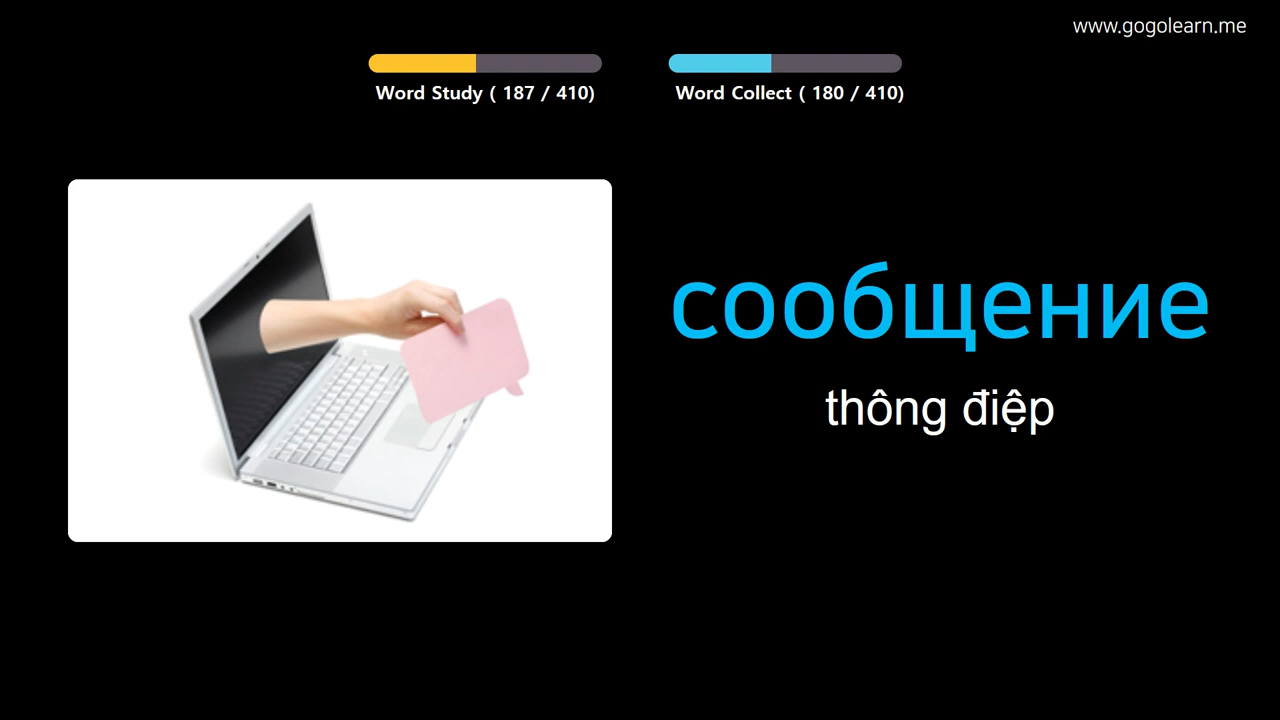 www.gogolearn.me
Word Study ( 187 / 410)
Word Collect ( 180 / 410)
сообщение
thông điệp